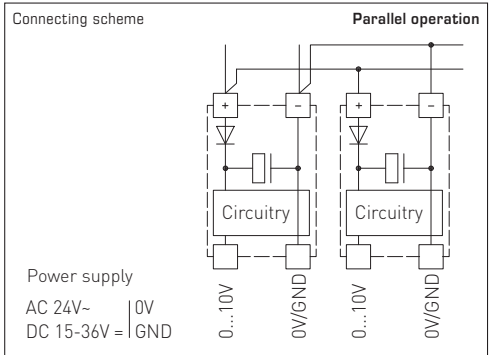 Connecting scheme
Parallel operation
+
−
+
−
Circuitry
Circuitry
Power supply
AC 24V~ | 0V
DC 15-36V = | GND
0...10V
0V/GND
0...10V
0V/GND